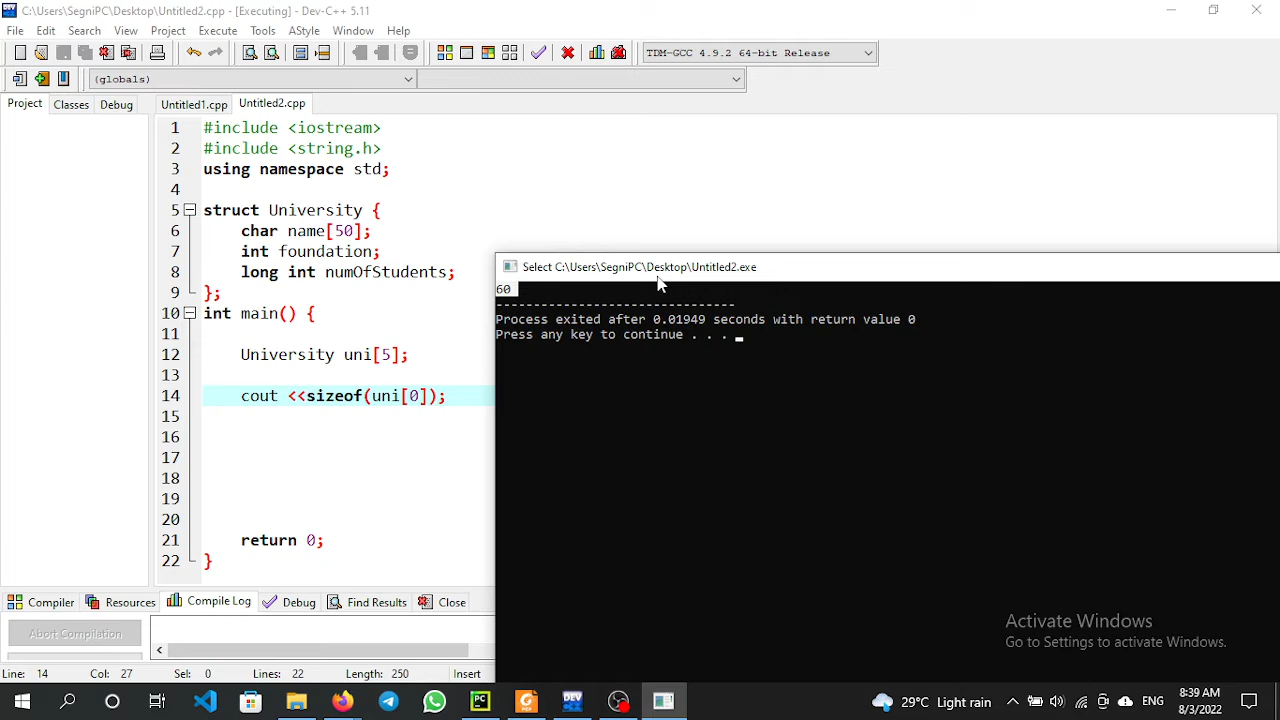 C:\Users\SegniPC\Desktop\Untitled2.cpp - [Executing] - Dev-C++ 5.11
File Edit Search View Project Execute Tools AStyle Window Help
TDM-GCC 4.9.2 64-bit Release
(globals)
Project Classes Debug Untitled1.cpp Untitled2.cpp
1 #include <iostream>
2 #include <string.h>
3 using namespace std;
4
5 struct University {
6 char name[50];
7 int foundation;
8 long int numOfStudents;
9 };
10 int main() {
11
12 University uni[5];
13
14 cout <<sizeof(uni[0]);
15
16
17
18
19
20
21 return 0;
22 }
Select C:\Users\SegniPC\Desktop\Untitled2.exe
60
--------------------------------
Process exited after 0.01949 seconds with return value 0
Press any key to continue . . .
Activate Windows
Go to Settings to activate Windows.
Compiler Resources Compile Log Debug Find Results Close
Abort Compilation
Line: 14 Col: 27 Sel: 0 Lines: 22 Length: 250 Insert
29°C Light rain ENG 8:39 AM
8/3/2022